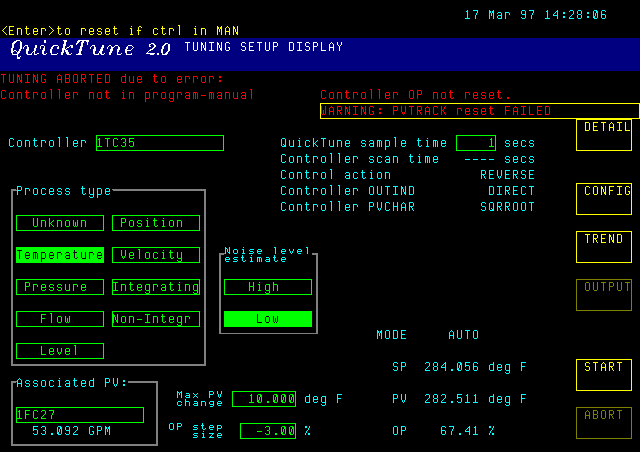 17 Mar 97 14:28:06
<Enter>to reset if ctrl in MAN
QuickTune 2.0 TUNING SETUP DISPLAY
TUNING ABORTED due to error:
Controller not in program-manual
Controller OP not reset.
WARNING: PVTRACK reset FAILED
DETAIL
Controller 1TC35
QuickTune sample time 1 secs
Controller scan time ---- secs
Control action REVERSE
Controller OUTIND DIRECT
Controller PVCHAR SQRROOT
CONFIG
Process type
Unknown Position
Temperature Velocity
Pressure Integrating
Flow Non-Integr
Level
Noise level
estimate
High
Low
TREND
OUTPUT
MODE AUTO
SP 284.056 deg F
PV 282.511 deg F
OP 67.41 %
START
ABORT
Associated PV:
1FC27
53.092 GPM
Max PV
change 10.000 deg F
OP step
size -3.00 %